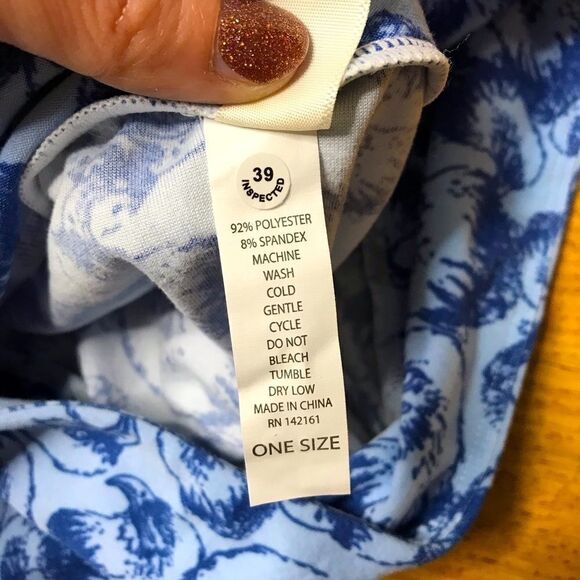 39
INSPECTED
92% POLYESTER
8% SPANDEX
MACHINE
WASH
COLD
GENTLE
CYCLE
DO NOT
BLEACH
TUMBLE
DRY LOW
MADE IN CHINA
RN 142161
ONE SIZE